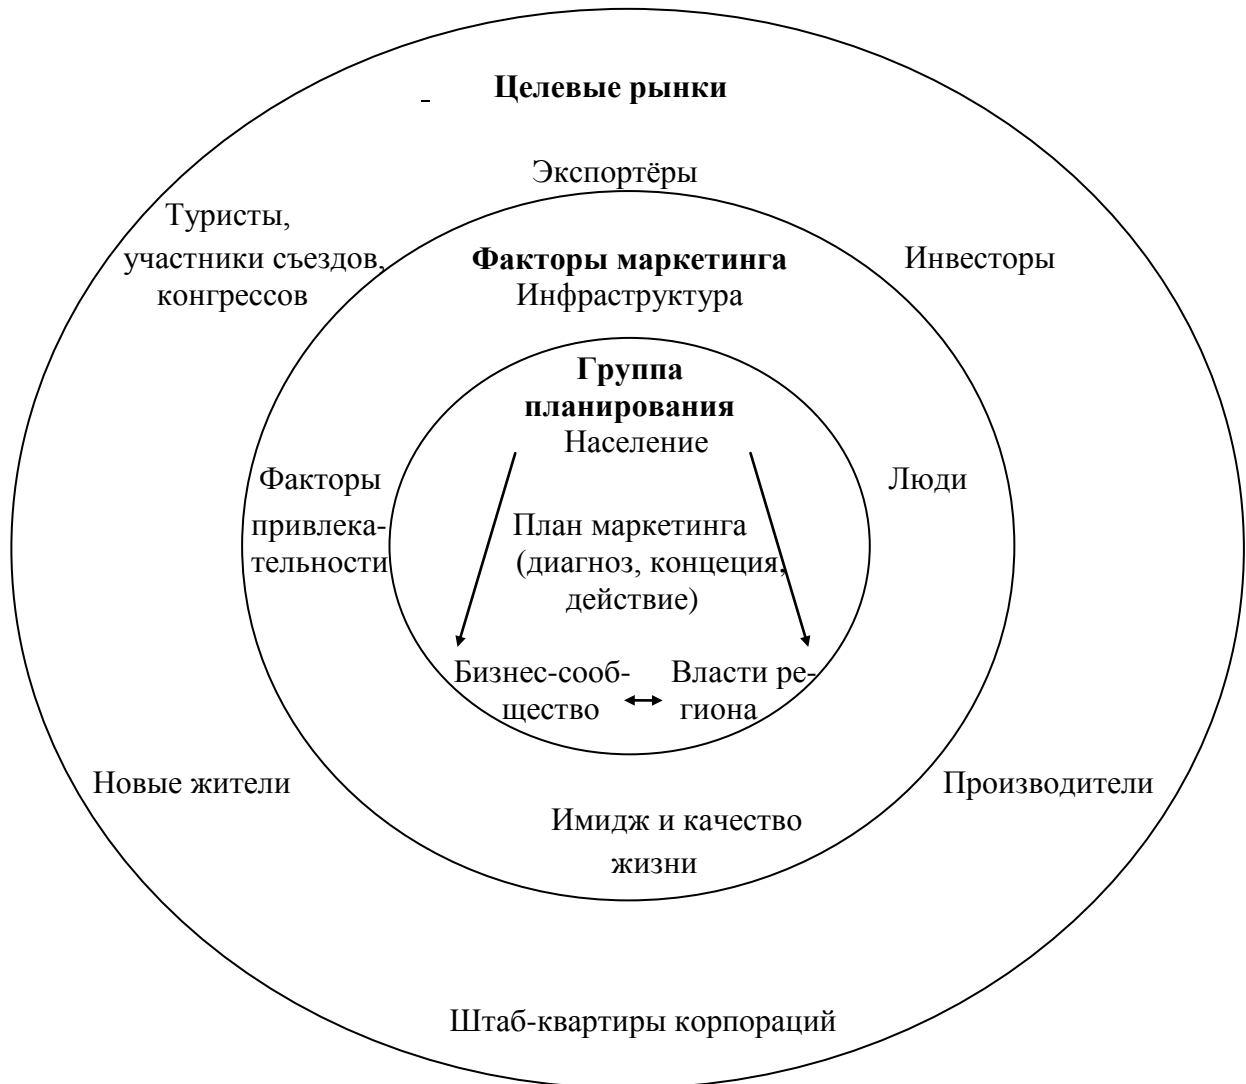 Целевые рынки
Экспортёры
Туристы,
участники съездов,
конгрессов
Инвесторы
Факторы маркетинга
Инфраструктура
Группа
планирования
Население
Факторы
привлека-
тельности
Люди
План маркетинга
(диагноз, концеция,
действие)
Бизнес-сооб-
щество
Власти ре-
гиона
Новые жители
Производители
Имидж и качество
жизни
Штаб-квартиры корпораций